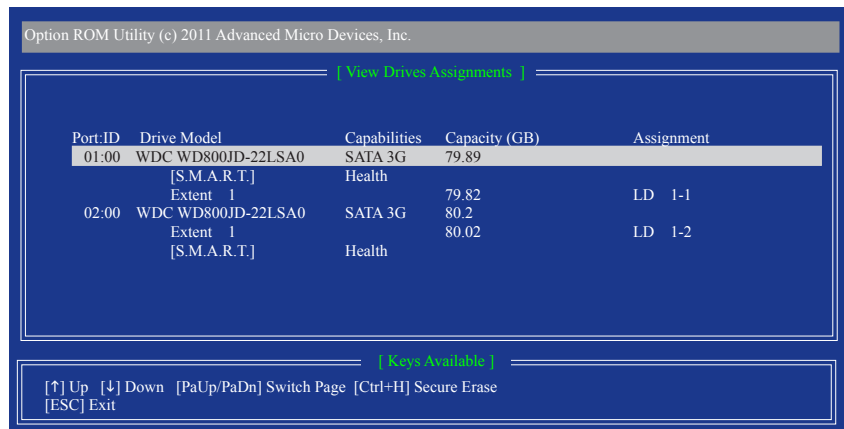 Option ROM Utility (c) 2011 Advanced Micro Devices, Inc.
[ View Drives Assignments ]
Port:ID Drive Model Capabilities Capacity (GB) Assignment
01:00 WDC WD800JD-22LSA0 SATA 3G 79.89
[S.M.A.R.T.] Health
Extent 1 79.82 LD 1-1
02:00 WDC WD800JD-22LSA0 SATA 3G 80.2
Extent 1 80.02 LD 1-2
[S.M.A.R.T.] Health
[ Keys Available ]
[↑] Up [↓] Down [PaUp/PaDn] Switch Page [Ctrl+H] Secure Erase
[ESC] Exit